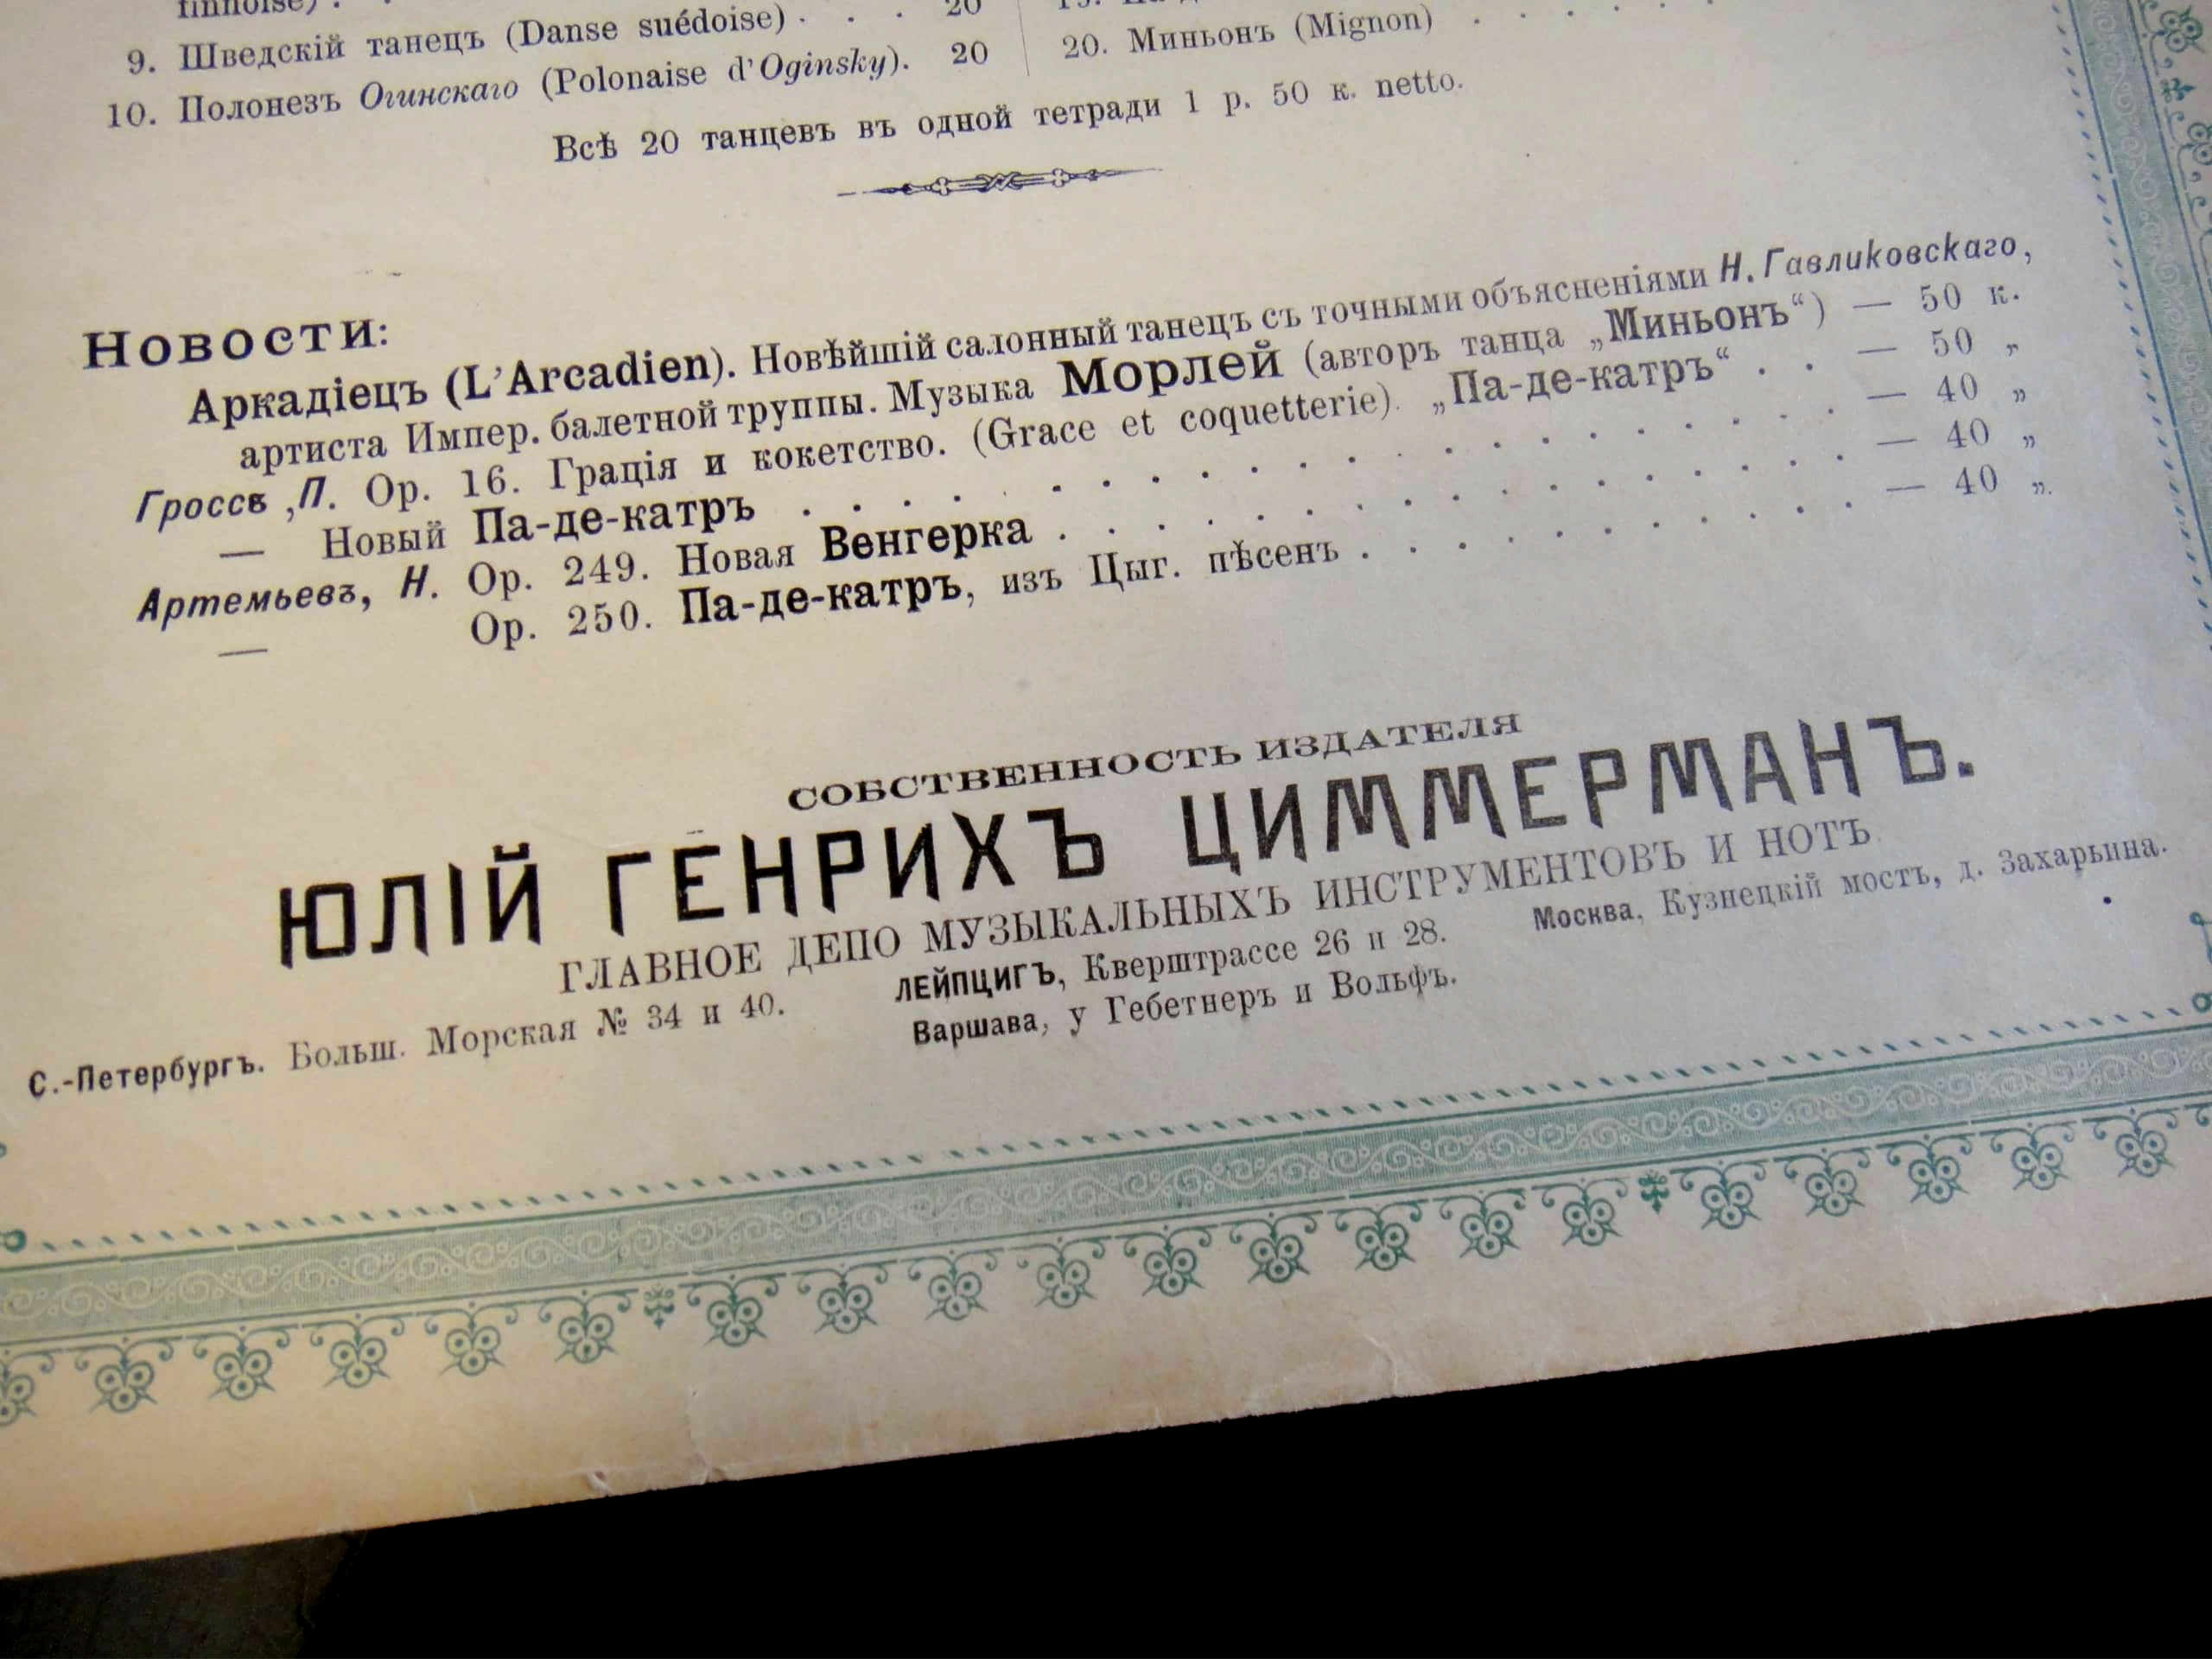 finnoise) . .
9. Шведскій танецъ (Danse suédoise) . . . 20
10. Полонезъ Огинскаго (Polonaise d'Oginsky). 20
20
19.
20. Миньонъ (Mignon) . . . . . .
Всѣ 20 танцевъ въ одной тетради 1 р. 50 к. netto.
Новости:
Аркадіецъ (L'Arcadien). Новѣйшій салонный танецъ съ точными объясненіями Н. Гавликовскаго,
артиста Импер. балетной труппы. Музыка Морлей (авторъ танца „Миньонъ“) — 50 к.
Гроссъ ,П. Op. 16. Грація и кокетство. (Grace et coquetterie). „Па-де-катръ“ . . — 50 „
— Новый Па-де-катръ . . . . . . . . . . . . . . — 40 „
Артемьевъ, Н. Op. 249. Новая Венгерка . . . . . . . . . . . . . — 40 „
— Op. 250. Па-де-катръ, изъ Цыг. пѣсенъ . . . . . . . . . . . — 40 „.
СОБСТВЕННОСТЬ ИЗДАТЕЛЯ
ЮЛІЙ ГЕНРИХЪ ЦИММЕРМАНЪ.
ГЛАВНОЕ ДЕПО МУЗЫКАЛЬНЫХЪ ИНСТРУМЕНТОВЪ И НОТЪ.
С.-Петербургъ. Больш. Морская № 34 и 40. ЛЕЙПЦИГЪ, Кверштрассе 26 и 28. Москва, Кузнецкій мостъ, д. Захарьина.
Варшава, у Гебетнеръ и Вольфъ.